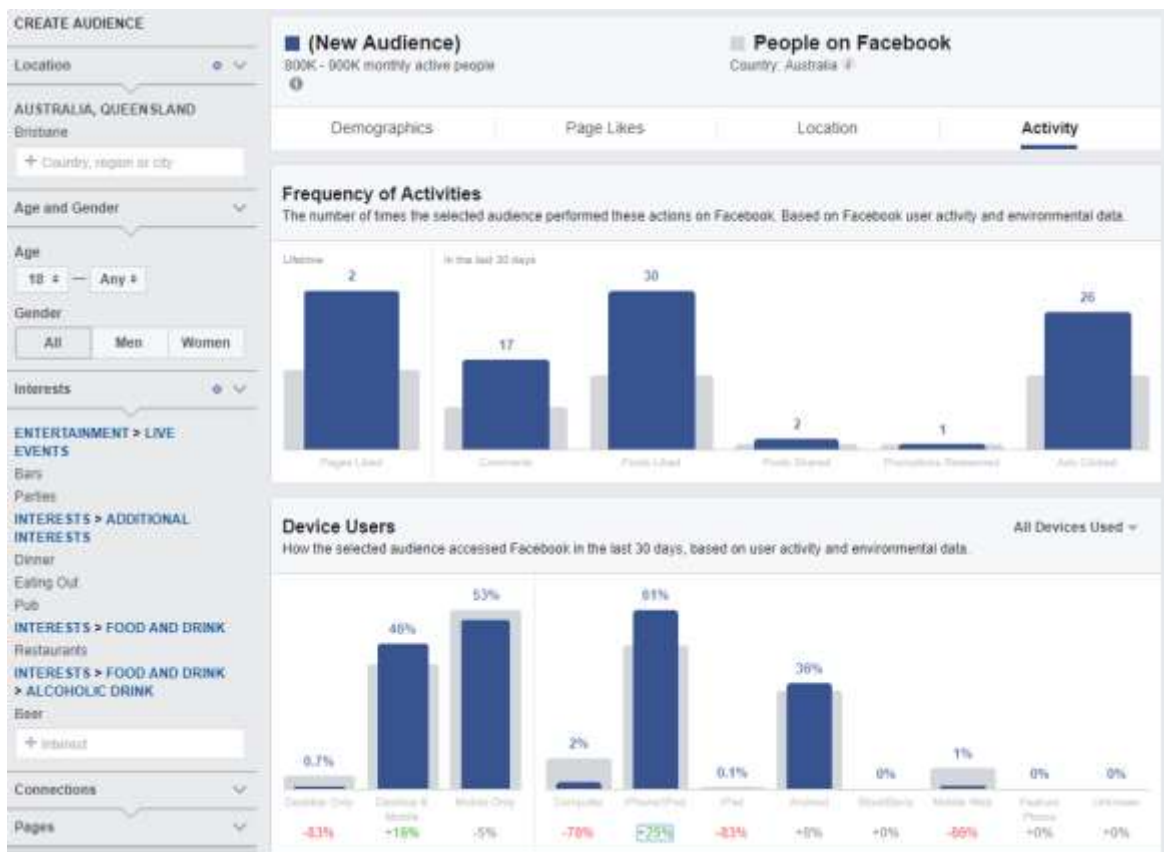 CREATE AUDIENCE
Location
AUSTRALIA, QUEENSLAND
Brisbane
+ Country, region or city
Age and Gender
Age
18 — Any
Gender
All Men Women
Interests
ENTERTAINMENT > LIVE
EVENTS
Bars
Parties
INTERESTS > ADDITIONAL
INTERESTS
Dinner
Eating Out
Pub
INTERESTS > FOOD AND DRINK
Restaurants
INTERESTS > FOOD AND DRINK
> ALCOHOLIC DRINK
Beer
+ Interest
Connections
Pages
(New Audience)
800K - 900K monthly active people
People on Facebook
Country: Australia
Demographics Page Likes Location Activity
Frequency of Activities
The number of times the selected audience performed these actions on Facebook. Based on Facebook user activity and environmental data.
Lifetime In the last 30 days
2 17 30 2 1 26
Pages Liked Comments Posts Liked Posts Shared Promotions Redeemed Ads Clicked
Device Users
All Devices Used
How the selected audience accessed Facebook in the last 30 days, based on user activity and environmental data.
0.7% 46% 53% 2% 61% 0.1% 36% 0% 1% 0% 0%
Desktop Only Desktop & Mobile Mobile Only Computer iPhone/iPod iPad Android BlackBerry Mobile Web Feature Phone Unknown
-83% +16% -5% -78% +25% -83% +8% +0% -86% +0% +0%